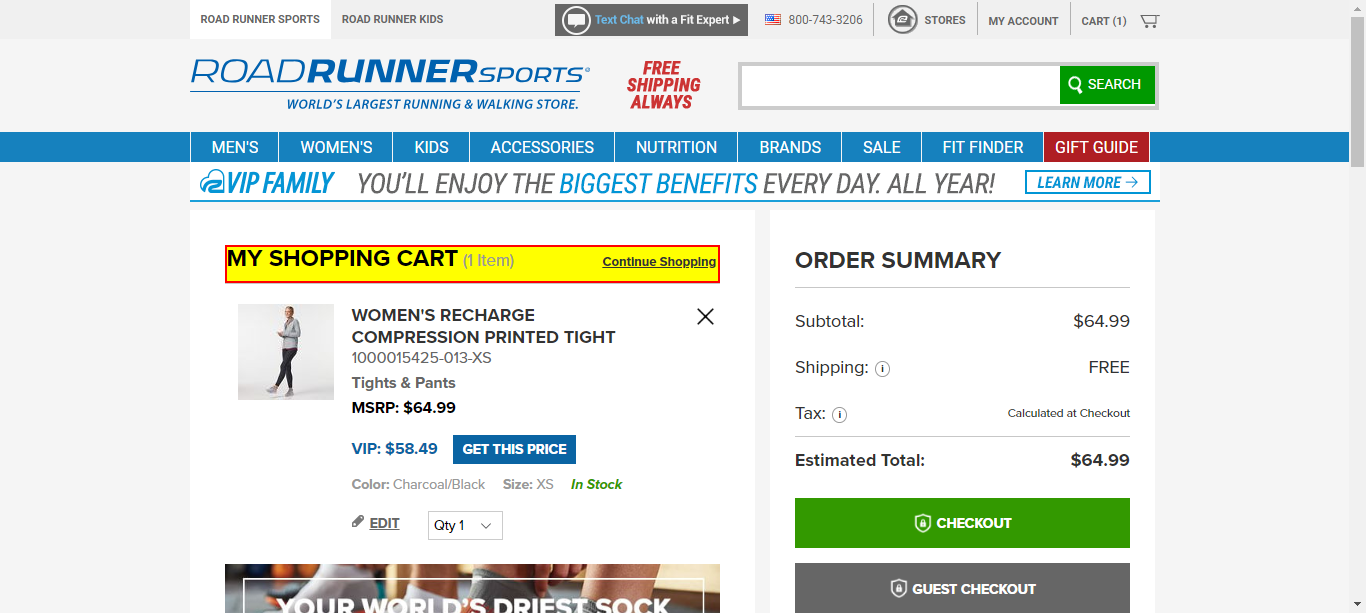 ROAD RUNNER SPORTS
ROAD RUNNER KIDS
Text Chat with a Fit Expert
800-743-3206
STORES
MY ACCOUNT
CART (1)
ROADRUNNERSPORTS
WORLD'S LARGEST RUNNING & WALKING STORE.
FREE
SHIPPING
ALWAYS
SEARCH
MEN'S
WOMEN'S
KIDS
ACCESSORIES
NUTRITION
BRANDS
SALE
FIT FINDER
GIFT GUIDE
VIP FAMILY
YOU'LL ENJOY THE BIGGEST BENEFITS EVERY DAY. ALL YEAR!
LEARN MORE
MY SHOPPING CART (1 Item)
Continue Shopping
WOMEN'S RECHARGE
COMPRESSION PRINTED TIGHT
1000015425-013-XS
Tights & Pants
MSRP: $64.99
VIP: $58.49
GET THIS PRICE
Color: Charcoal/Black
Size: XS
In Stock
EDIT
Qty 1
YOUR WORLD'S DRIEST SOCK
ORDER SUMMARY
Subtotal:
$64.99
Shipping:
FREE
Tax:
Calculated at Checkout
Estimated Total:
$64.99
CHECKOUT
GUEST CHECKOUT